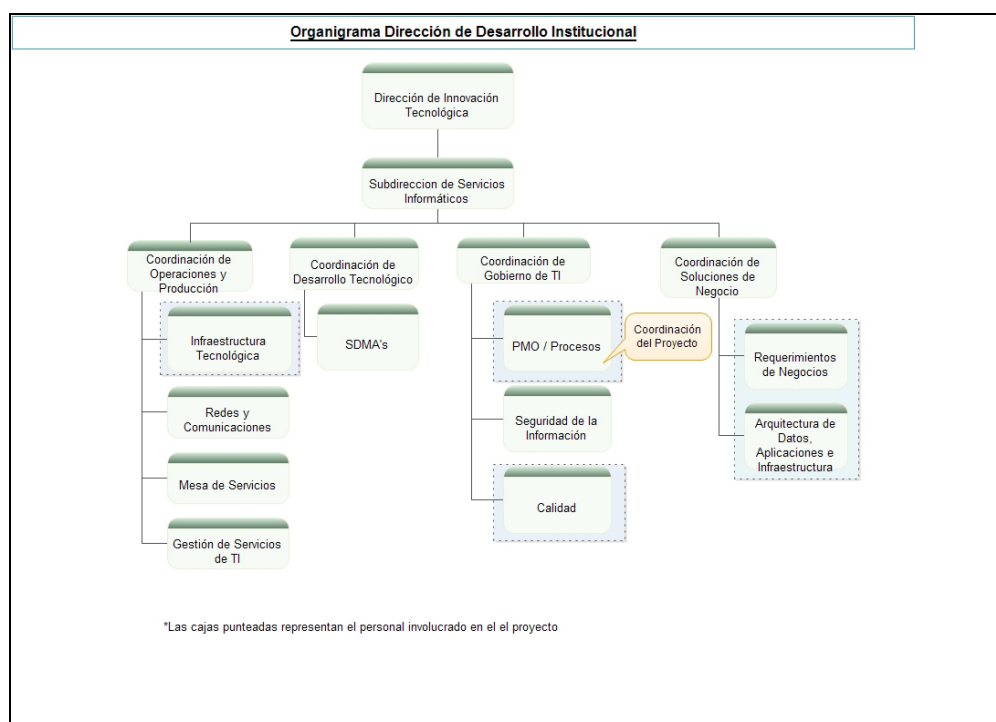 Organigrama Dirección de Desarrollo Institucional
Dirección de Innovación
Tecnológica
Subdireccion de Servicios
Informáticos
Coordinación de
Operaciones y
Producción
Coordinación de
Desarrollo Tecnológico
Coordinación de
Gobierno de TI
Coordinación de
Soluciones de
Negocio
Infraestructura
Tecnológica
SDMA's
PMO / Procesos
Coordinación
del Proyecto
Requerimientos
de Negocios
Redes y
Comunicaciones
Seguridad de la
Información
Arquitectura de
Datos,
Aplicaciones e
Infraestructura
Mesa de Servicios
Calidad
Gestión de Servicios
de TI
*Las cajas punteadas representan el personal involucrado en el el proyecto